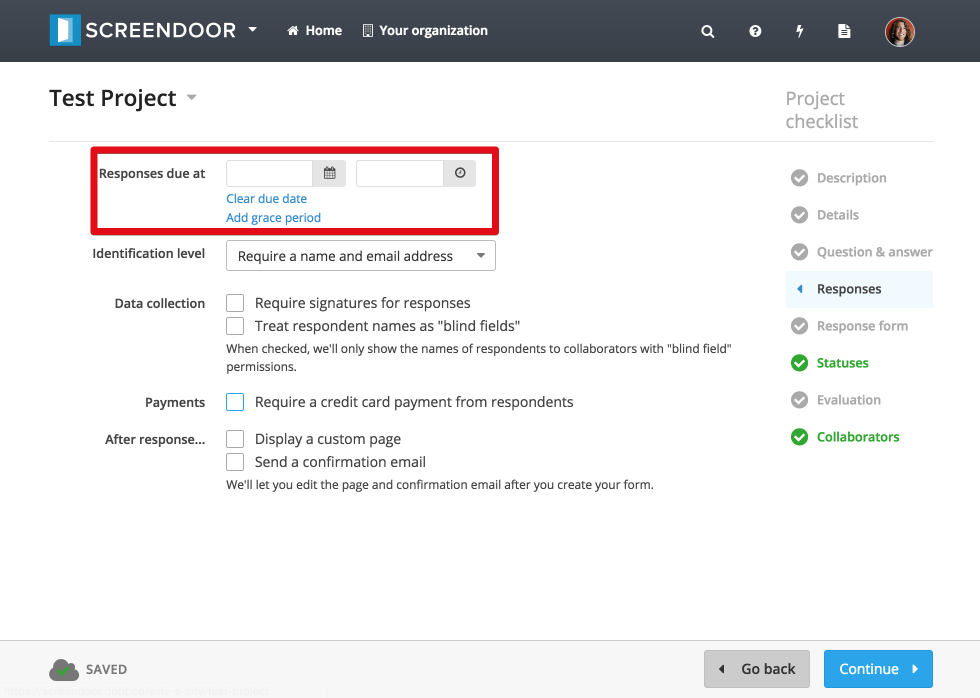 SCREENDOOR
Home
Your organization
Test Project
Project
checklist
Responses due at
Clear due date
Add grace period
Identification level
Require a name and email address
Data collection
Require signatures for responses
Treat respondent names as "blind fields"
When checked, we'll only show the names of respondents to collaborators with "blind field"
permissions.
Payments
Require a credit card payment from respondents
After response...
Display a custom page
Send a confirmation email
We'll let you edit the page and confirmation email after you create your form.
Description
Details
Question & answer
Responses
Response form
Statuses
Evaluation
Collaborators
SAVED
Go back
Continue